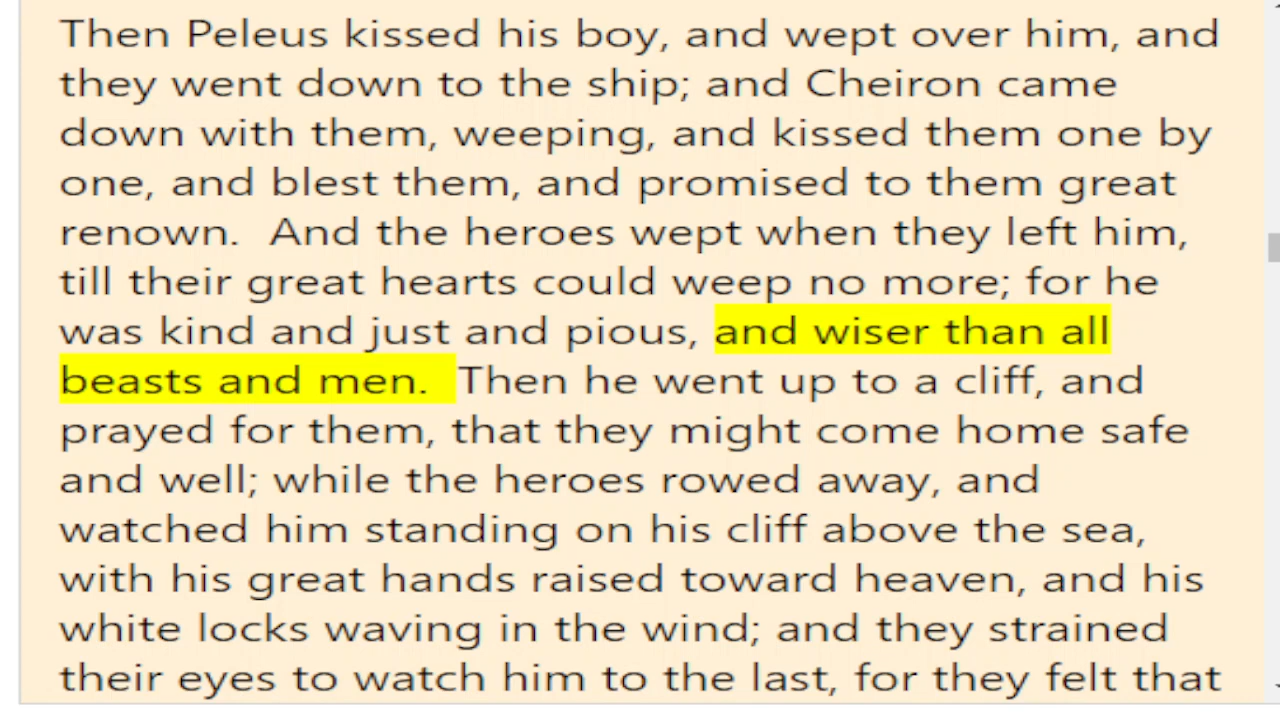 Then Peleus kissed his boy, and wept over him, and
they went down to the ship; and Cheiron came
down with them, weeping, and kissed them one by
one, and blest them, and promised to them great
renown.  And the heroes wept when they left him,
till their great hearts could weep no more; for he
was kind and just and pious, and wiser than all
beasts and men.  Then he went up to a cliff, and
prayed for them, that they might come home safe
and well; while the heroes rowed away, and
watched him standing on his cliff above the sea,
with his great hands raised toward heaven, and his
white locks waving in the wind; and they strained
their eyes to watch him to the last, for they felt that